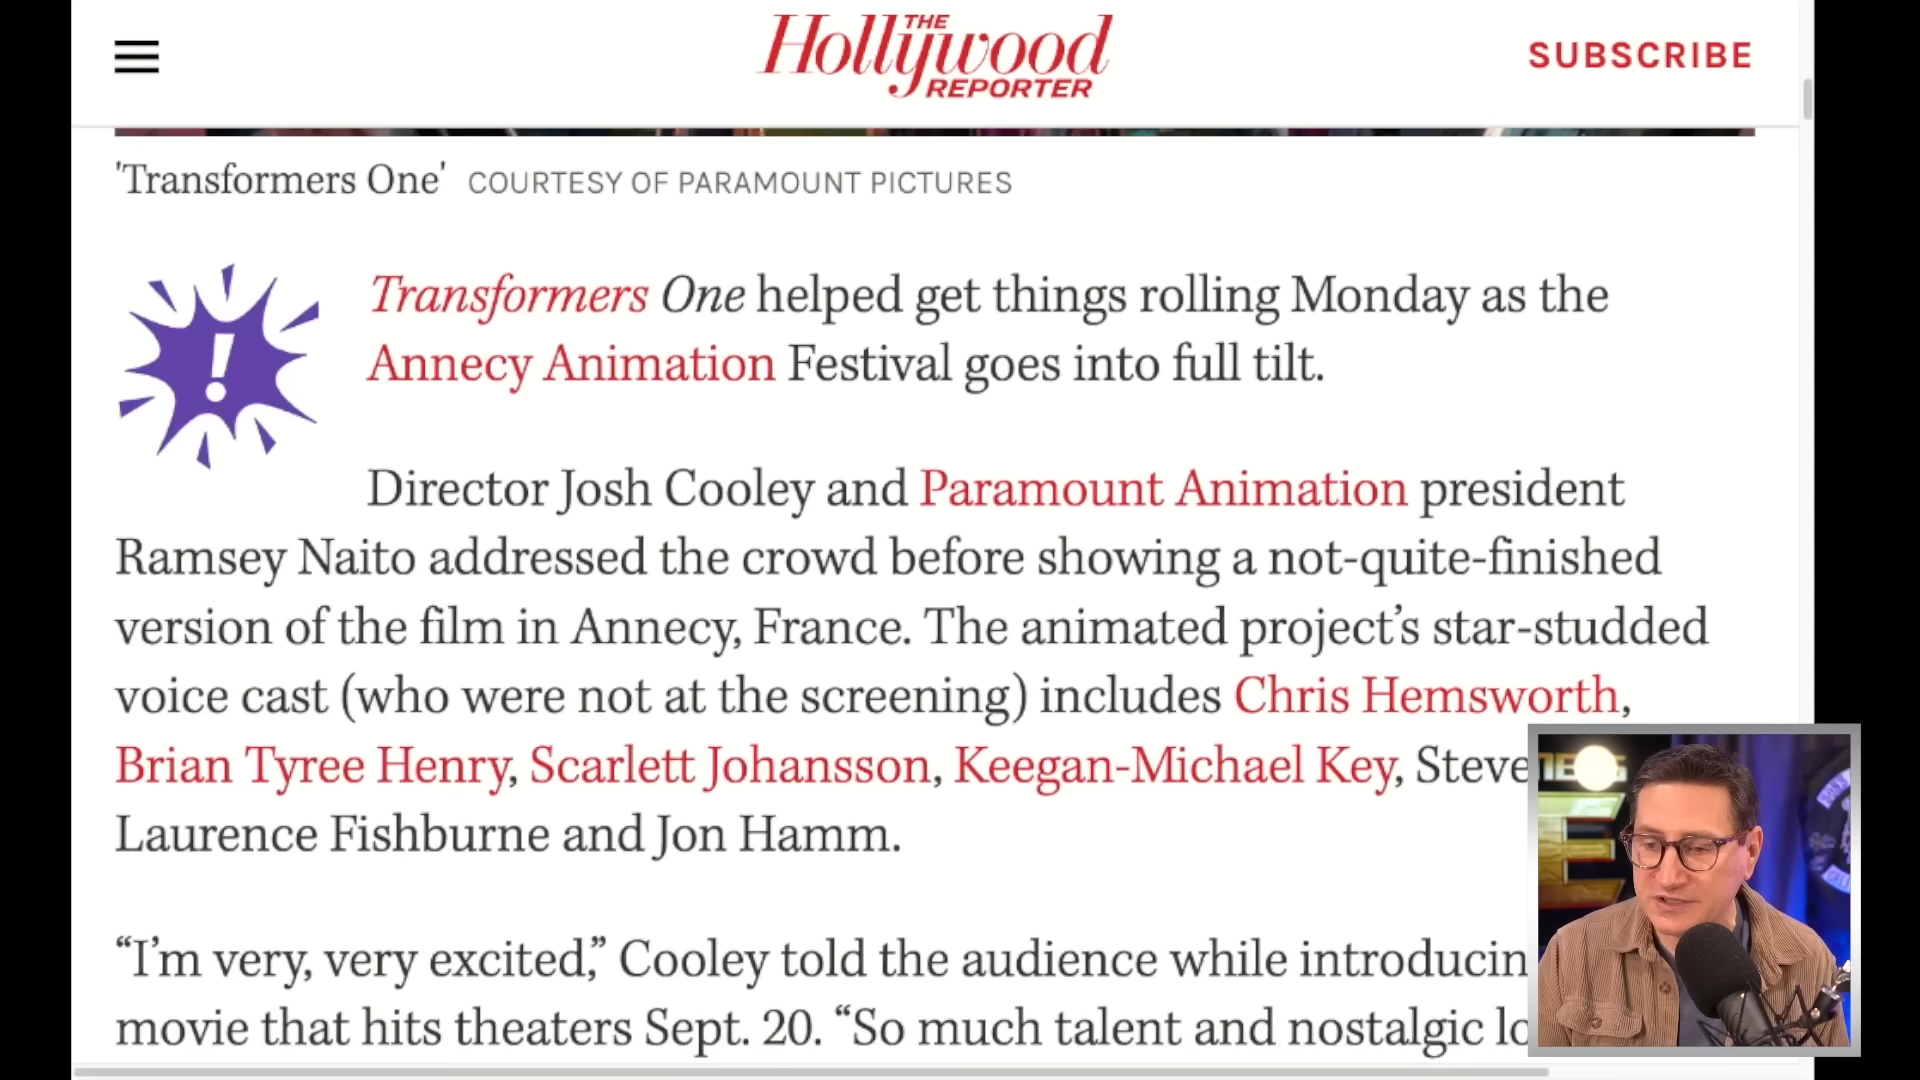 THE
Hollywood
REPORTER
SUBSCRIBE
'Transformers One' COURTESY OF PARAMOUNT PICTURES
!
Transformers One helped get things rolling Monday as the
Annecy Animation Festival goes into full tilt.
Director Josh Cooley and Paramount Animation president
Ramsey Naito addressed the crowd before showing a not-quite-finished
version of the film in Annecy, France. The animated project’s star-studded
voice cast (who were not at the screening) includes Chris Hemsworth,
Brian Tyree Henry, Scarlett Johansson, Keegan-Michael Key, Steve
Laurence Fishburne and Jon Hamm.
“I’m very, very excited,” Cooley told the audience while introducin
movie that hits theaters Sept. 20. “So much talent and nostalgic lo